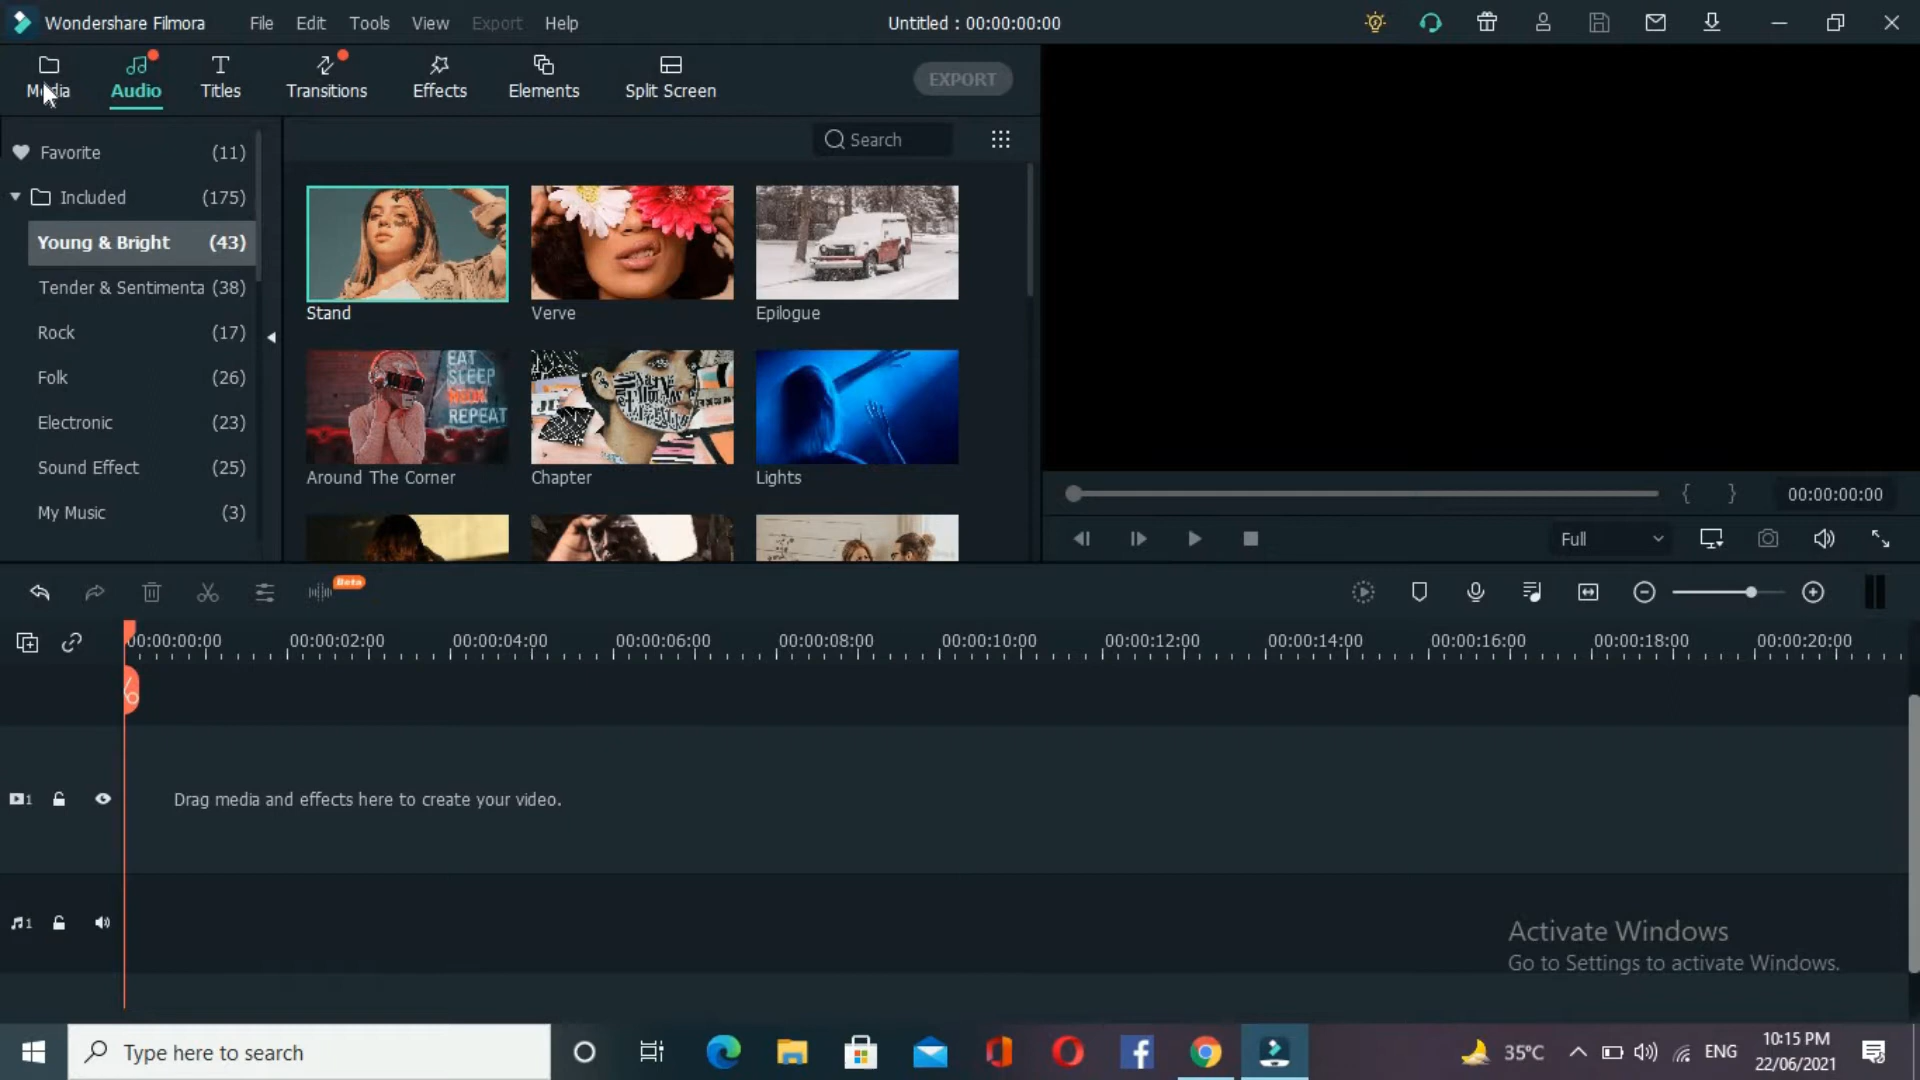 Wondershare Filmora
File Edit Tools View Export Help
Untitled : 00:00:00:00
Media Audio Titles Transitions Effects Elements Split Screen
EXPORT
Favorite (11)
Included (175)
Young & Bright (43)
Tender & Sentimenta (38)
Rock (17)
Folk (26)
Electronic (23)
Sound Effect (25)
My Music (3)
Search
Stand Verve Epilogue
EAT
SLEEP
NEON
REPEAT
Around The Corner Chapter Lights
{ } 00:00:00:00
Full
Beta
00:00:00:00 00:00:02:00 00:00:04:00 00:00:06:00 00:00:08:00 00:00:10:00 00:00:12:00 00:00:14:00 00:00:16:00 00:00:18:00 00:00:20:00
1
Drag media and effects here to create your video.
1
Activate Windows
Go to Settings to activate Windows.
Type here to search
35°C
ENG
10:15 PM
22/06/2021